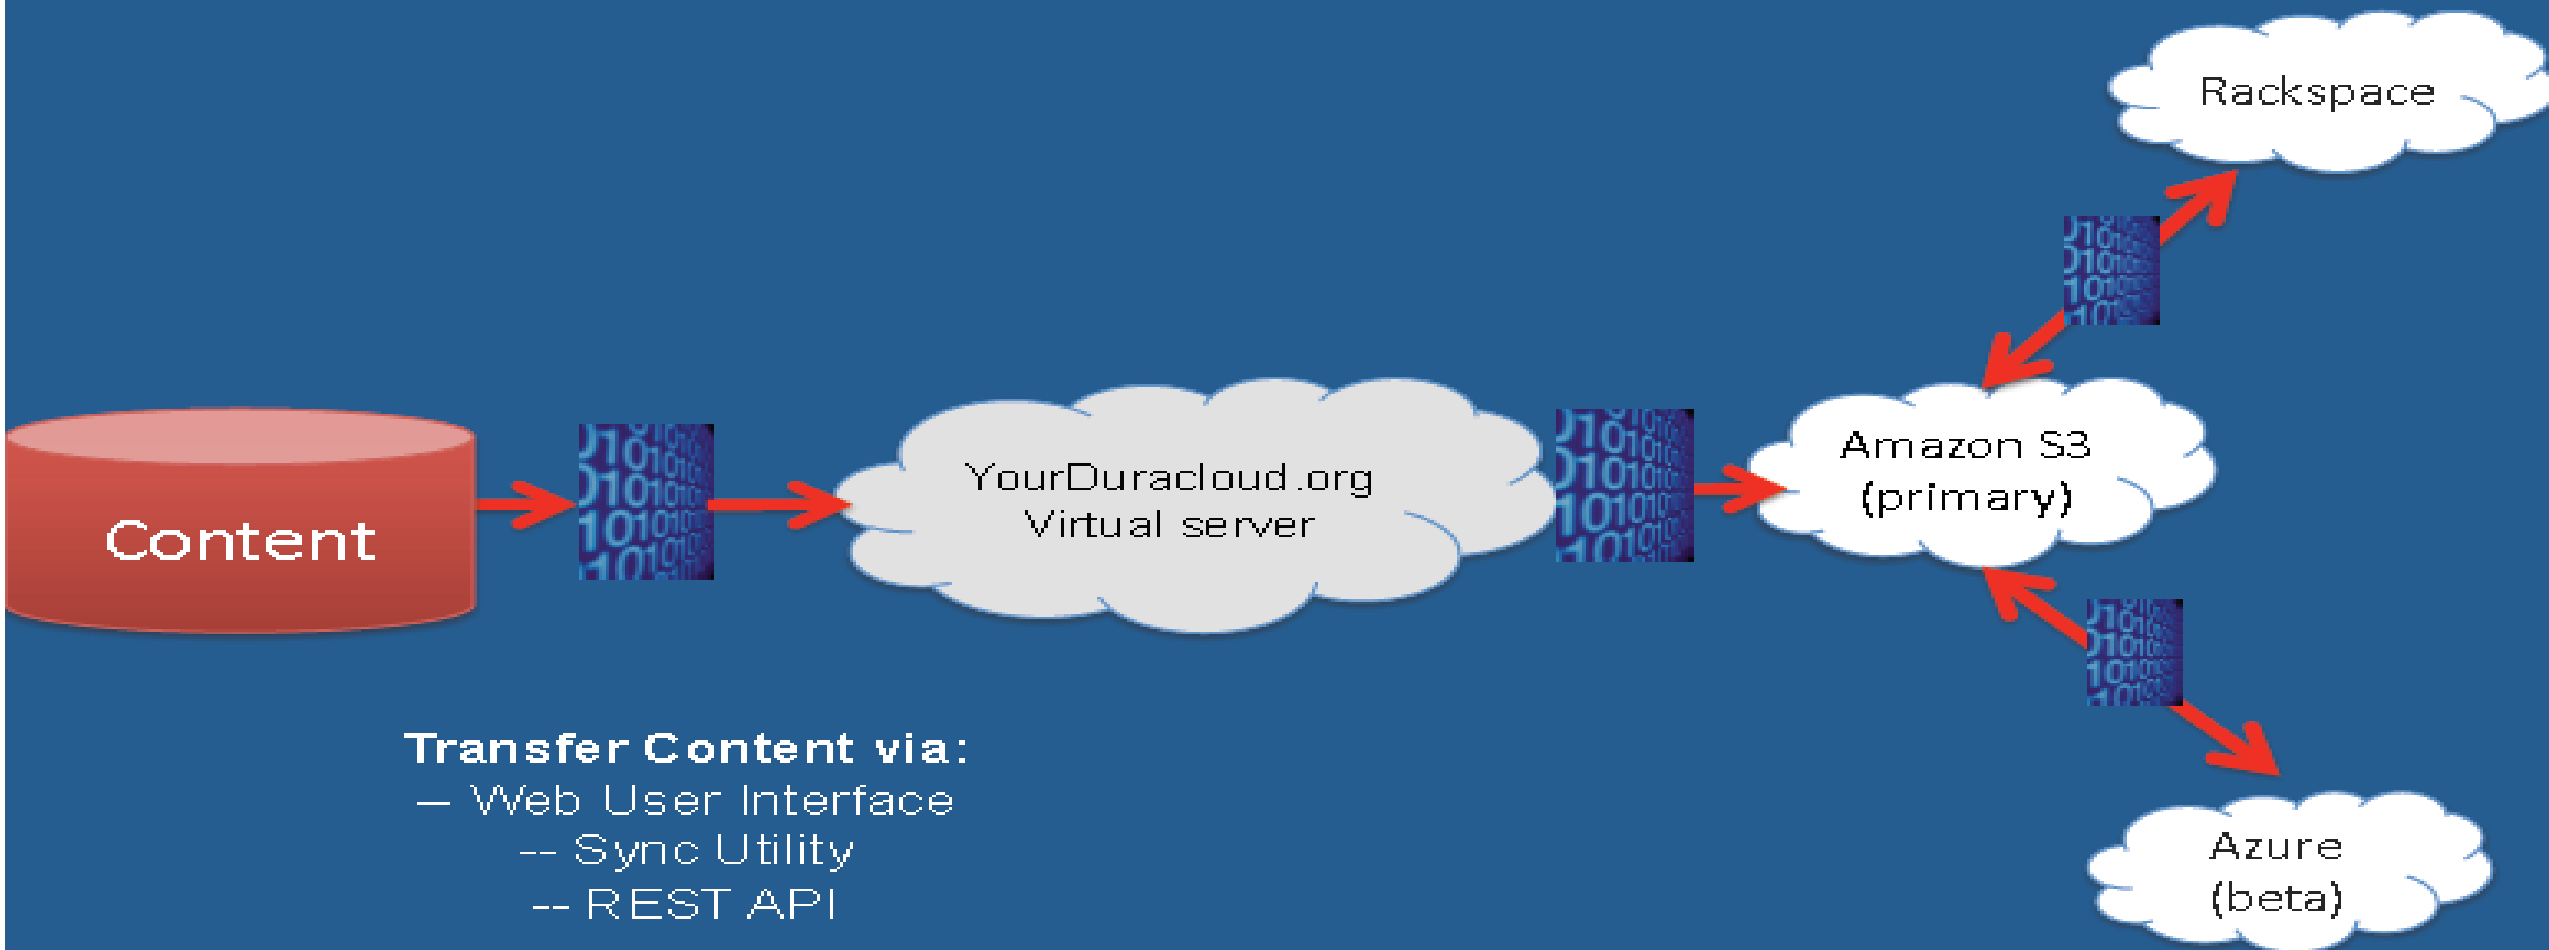 Rackspace
Content
YourDuracloud.org
Virtual server
Amazon S3
(primary)
Transfer Content via:
— Web User Interface
-- Sync Utility
-- REST API
Azure
(beta)